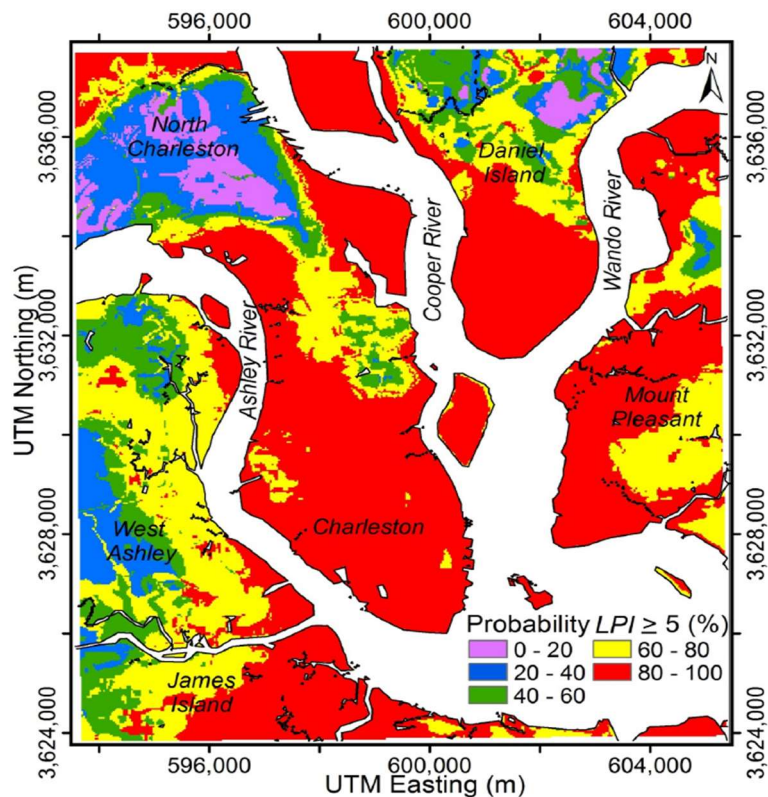 596,000 600,000 604,000
N
3,636,000
3,632,000
3,628,000
3,624,000
UTM Northing (m)
North
Charleston
Daniel
Island
Cooper River
Wando River
Ashley River
Mount
Pleasant
West
Ashley
Charleston
James
Island
Probability LPI ≥ 5 (%)
0 - 20
20 - 40
40 - 60
60 - 80
80 - 100
3,636,000
3,632,000
3,628,000
3,624,000
596,000 600,000 604,000
UTM Easting (m)